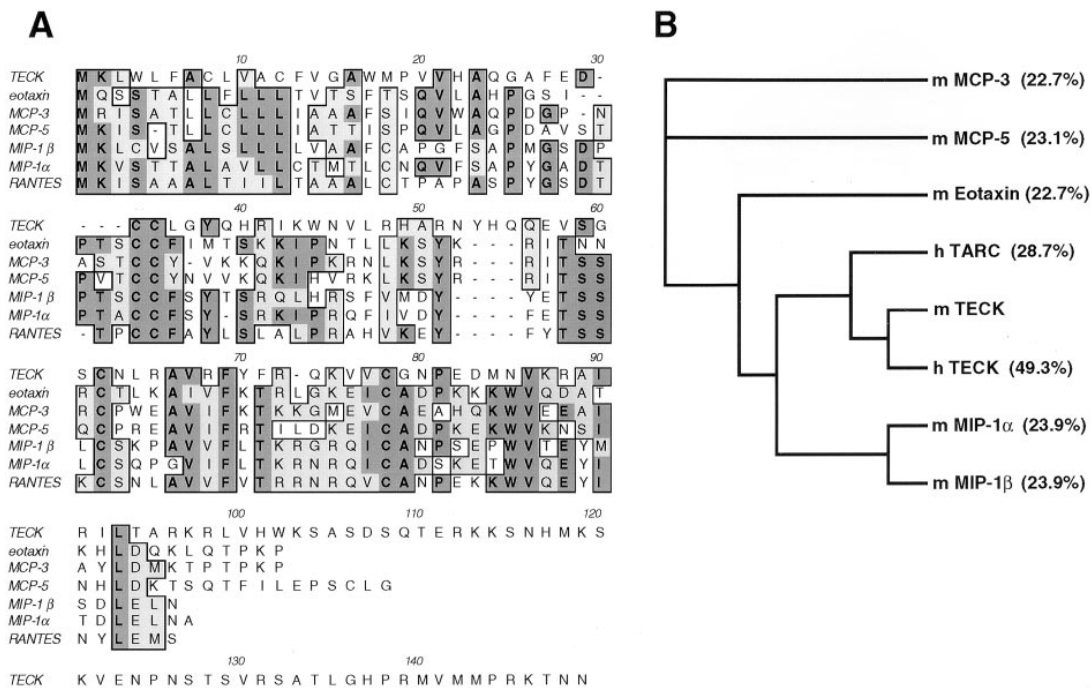 A
B
10 20 30
TECK M K L W L F A C L V A C F V G A W M P V V H A Q G A F E D -
eotaxin M Q S S T A L L F L L L T V T S F T S Q V L A H P G S I - -
MCP-3 M R I S A T L L C L L L I A A A F S I Q V W A Q P D G P - N
MCP-5 M K I S - T L L C L L L I A T T I S P Q V L A G P D A V S T
MIP-1β M K L C V S A L S L L L L V A A F C A P G F S A P M G S D P
MIP-1α M K V S T T A L A V L L C T M T L C N Q V F S A P Y G A D T
RANTES M K I S A A A L T I I L T A A A L C T P A P A S P Y G S D T
40 50 60
TECK - - - C C L G Y Q H R I K W N V L R H A R N Y H Q Q E V S G
eotaxin P T S C C F I M T S K K I P N T L L K S Y K - - - R I T N N
MCP-3 A S T C C Y - V K K Q K I P K R N L K S Y R - - - R I T S S
MCP-5 P V T C C Y N V V K Q K I H V R K L K S Y R - - - R I T S S
MIP-1β P T S C C F S Y T S R Q L H R S F V M D Y - - - - Y E T S S
MIP-1α P T A C C F S Y S R K I P R Q F I V D Y - - - - F E T S S
RANTES - T P C C F A Y L S L A L P R A H V K E Y - - - - F Y T S S
70 80 90
TECK S C N L R A V R F Y F R - Q K V V C G N P E D M N V K R A I
eotaxin R C T L K A I V F K T R L G K E I C A D P K K K W V Q D A T
MCP-3 R C P W E A V I F K T K K G M E V C A E A H Q K W V E E A I
MCP-5 Q C P R E A V I F R T I L D K E I C A D P K E K W V K N S I
MIP-1β L C S K P A V V F L T K R G R Q I C A N P S E P W V T E Y M
MIP-1α L C S Q P G V I F L T K R N R Q I C A D S K E T W V Q E Y I
RANTES K C S N L A V V F V T R R N R Q V C A N P E K K W V Q E Y I
100 110 120
TECK R I L T A R K R L V H W K S A S D S Q T E R K K S N H M K S
eotaxin K H L D Q K L Q T P K P
MCP-3 A Y L D M K T P T P K P
MCP-5 N H L D K T S Q T F I L E P S C L G
MIP-1β S D L E L N
MIP-1α T D L E L N A
RANTES N Y L E M S
130 140
TECK K V E N P N S T S V R S A T L G H P R M V M M P R K T N N
m MCP-3 (22.7%)
m MCP-5 (23.1%)
m Eotaxin (22.7%)
h TARC (28.7%)
m TECK
h TECK (49.3%)
m MIP-1α (23.9%)
m MIP-1β (23.9%)